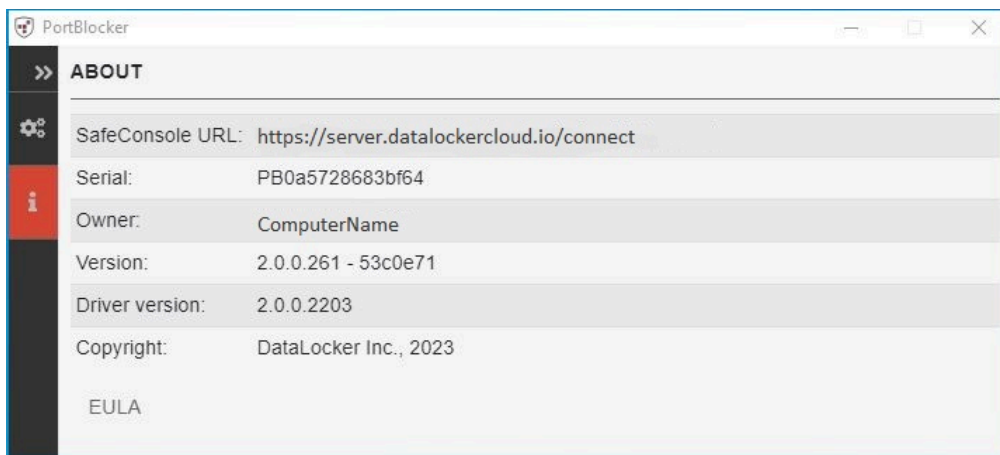 PortBlocker
ABOUT
SafeConsole URL: https://server.datalockercloud.io/connect
Serial: PB0a5728683bf64
Owner: ComputerName
Version: 2.0.0.261 - 53c0e71
Driver version: 2.0.0.2203
Copyright: DataLocker Inc., 2023
EULA